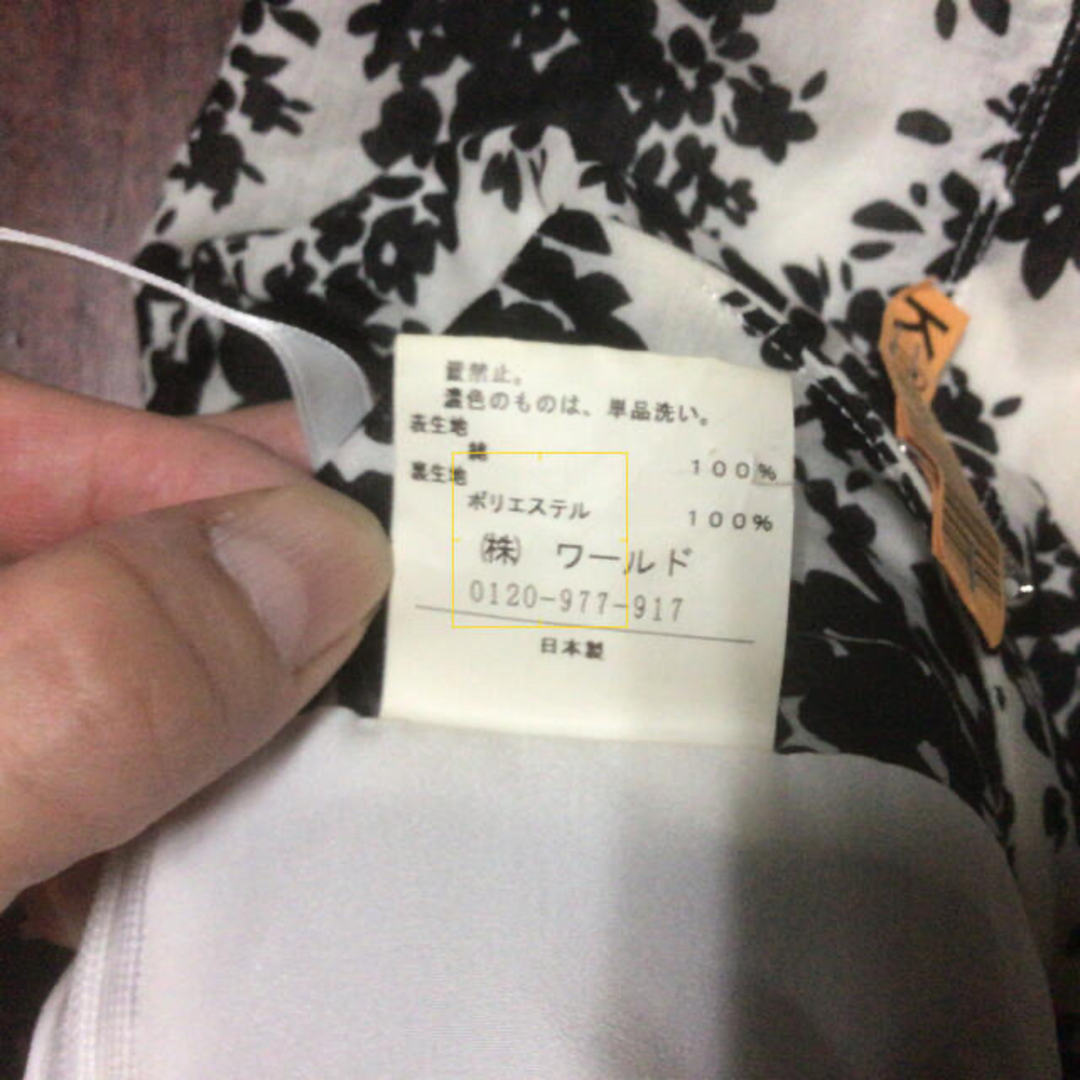 置禁止。
濃色のものは、単品洗い。
表生地
綿 100%
裏生地
ポリエステル 100%
㈱ ワールド
0120-977-917
日本製
K